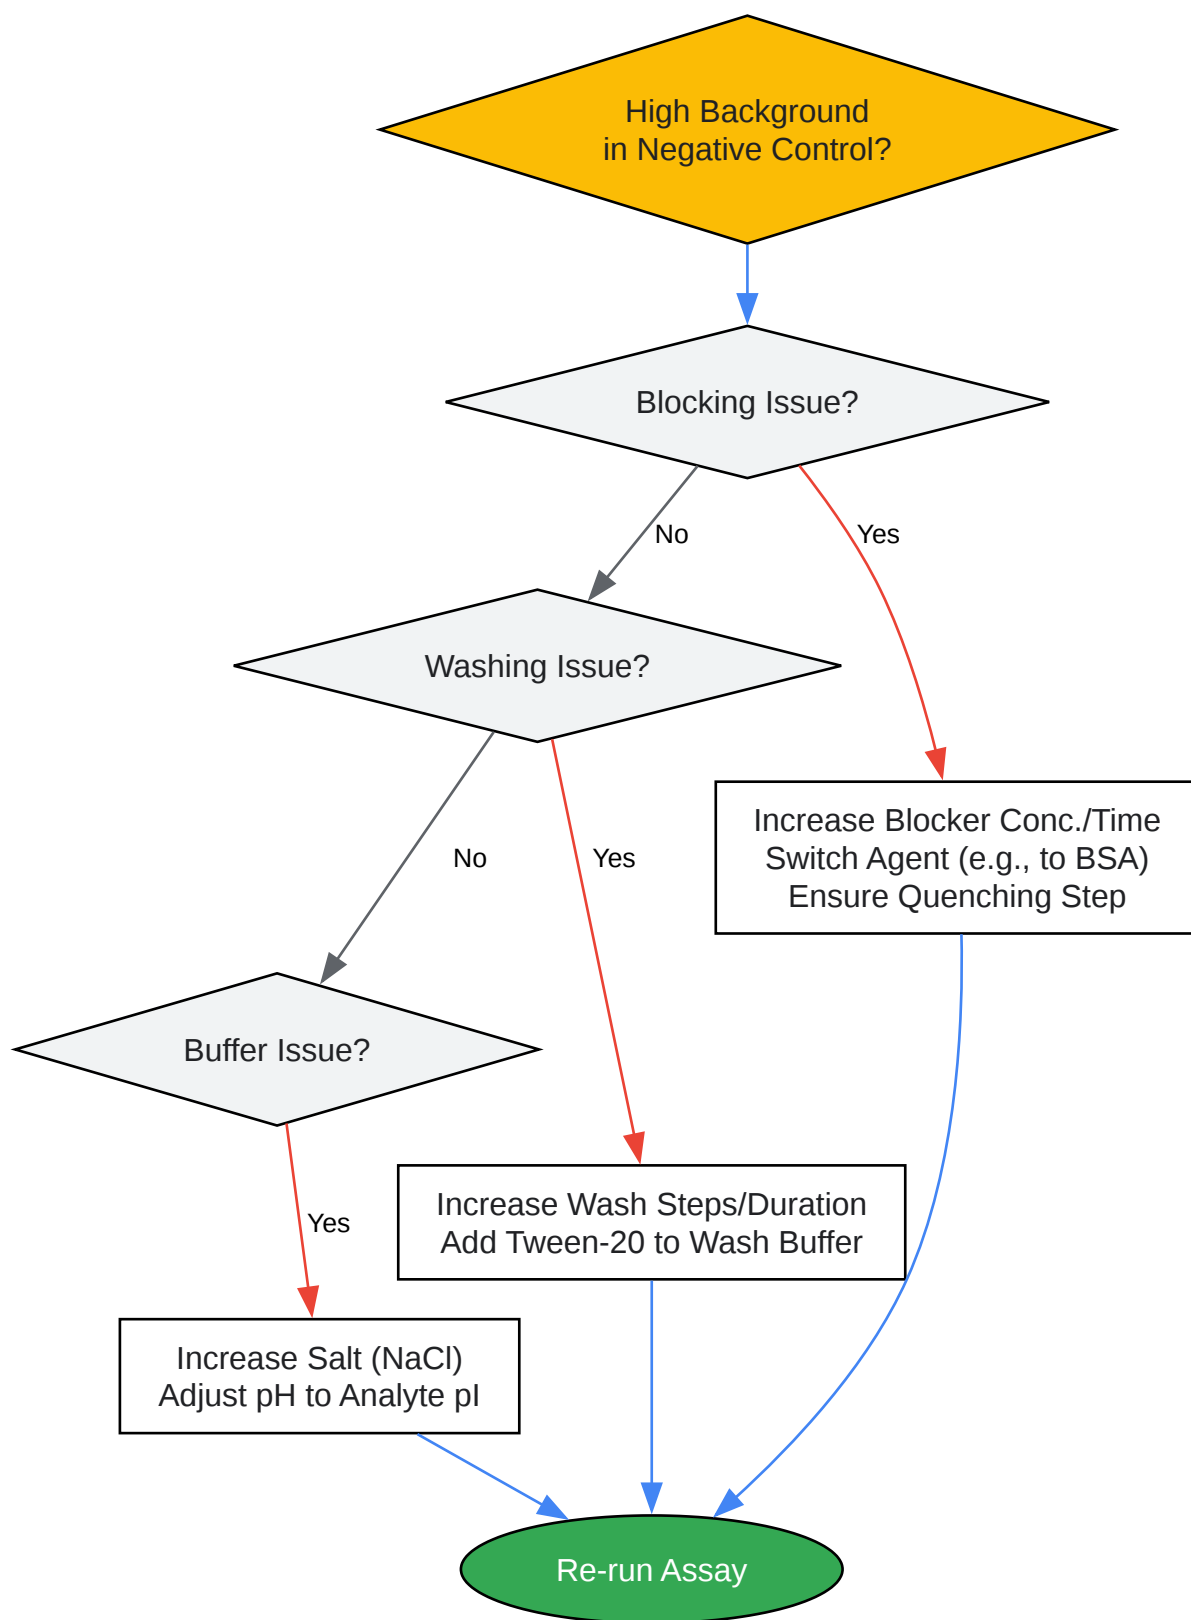 High Background
in Negative Control?
Blocking Issue?
No
Yes
Washing Issue?
Increase Blocker Conc./Time
Switch Agent (e.g., to BSA)
Ensure Quenching Step
No
Yes
Buffer Issue?
Yes
Increase Wash Steps/Duration
Add Tween-20 to Wash Buffer
Increase Salt (NaCl)
Adjust pH to Analyte pI
Re-run Assay